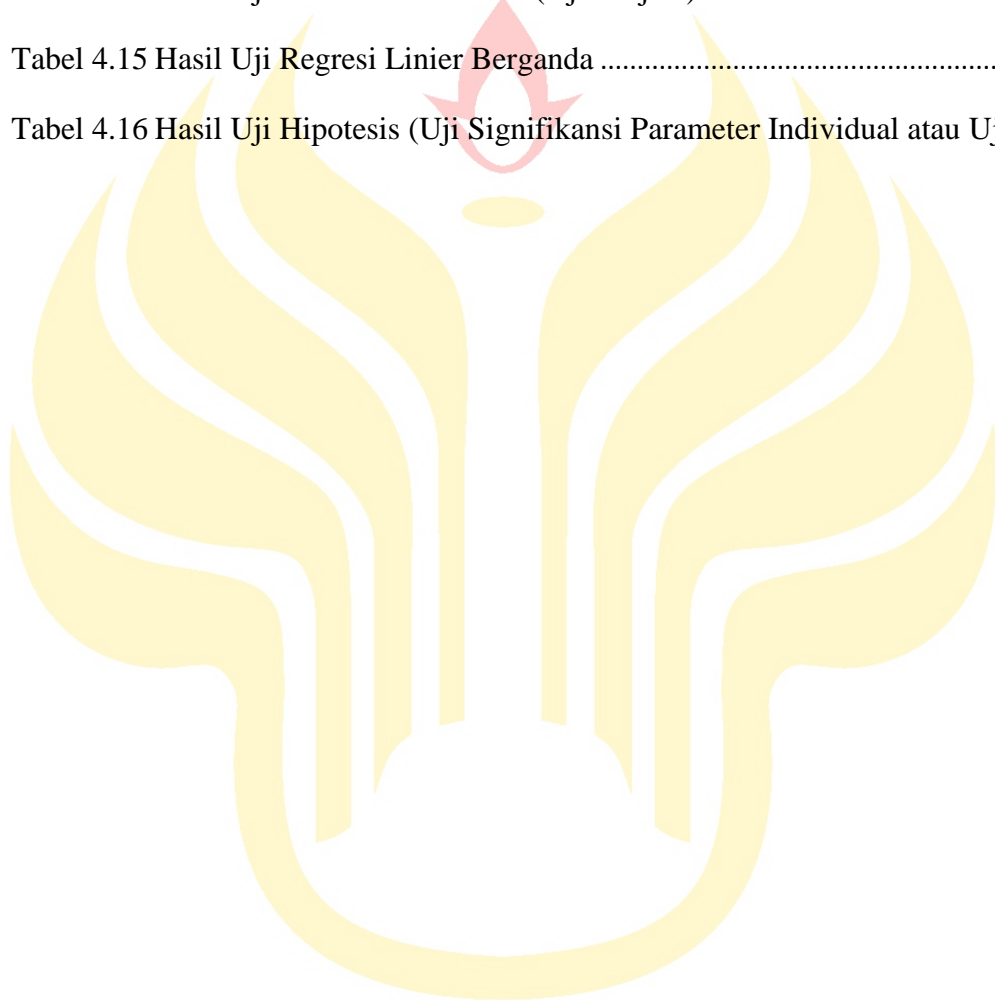 Tabel 4.15 Hasil Uji Regresi Linier Berganda ......................................................
Tabel 4.16 Hasil Uji Hipotesis (Uji Signifikansi Parameter Individual atau